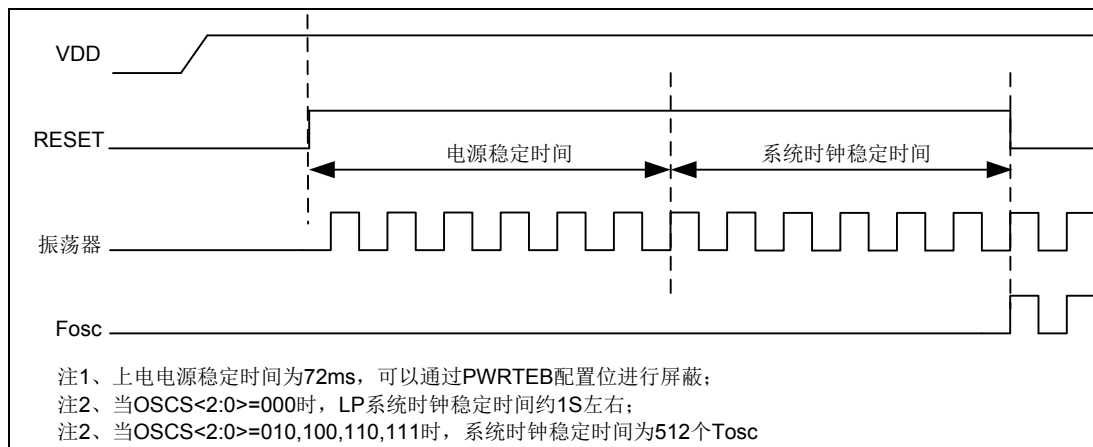 VDD
RESET
电源稳定时间 系统时钟稳定时间
振荡器
Fosc
注1、上电电源稳定时间为72ms，可以通过PWRTEB配置位进行屏蔽；
注2、当OSCS<2:0>=000时，LP系统时钟稳定时间约1S左右；
注2、当OSCS<2:0>=010,100,110,111时，系统时钟稳定时间为512个Tosc